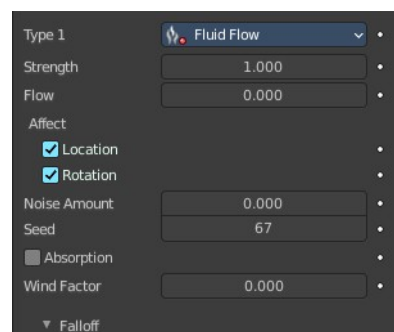 Type 1 Fluid Flow
Strength 1.000
Flow 0.000
Affect
Location
Rotation
Noise Amount 0.000
Seed 67
Absorption
Wind Factor 0.000
Falloff